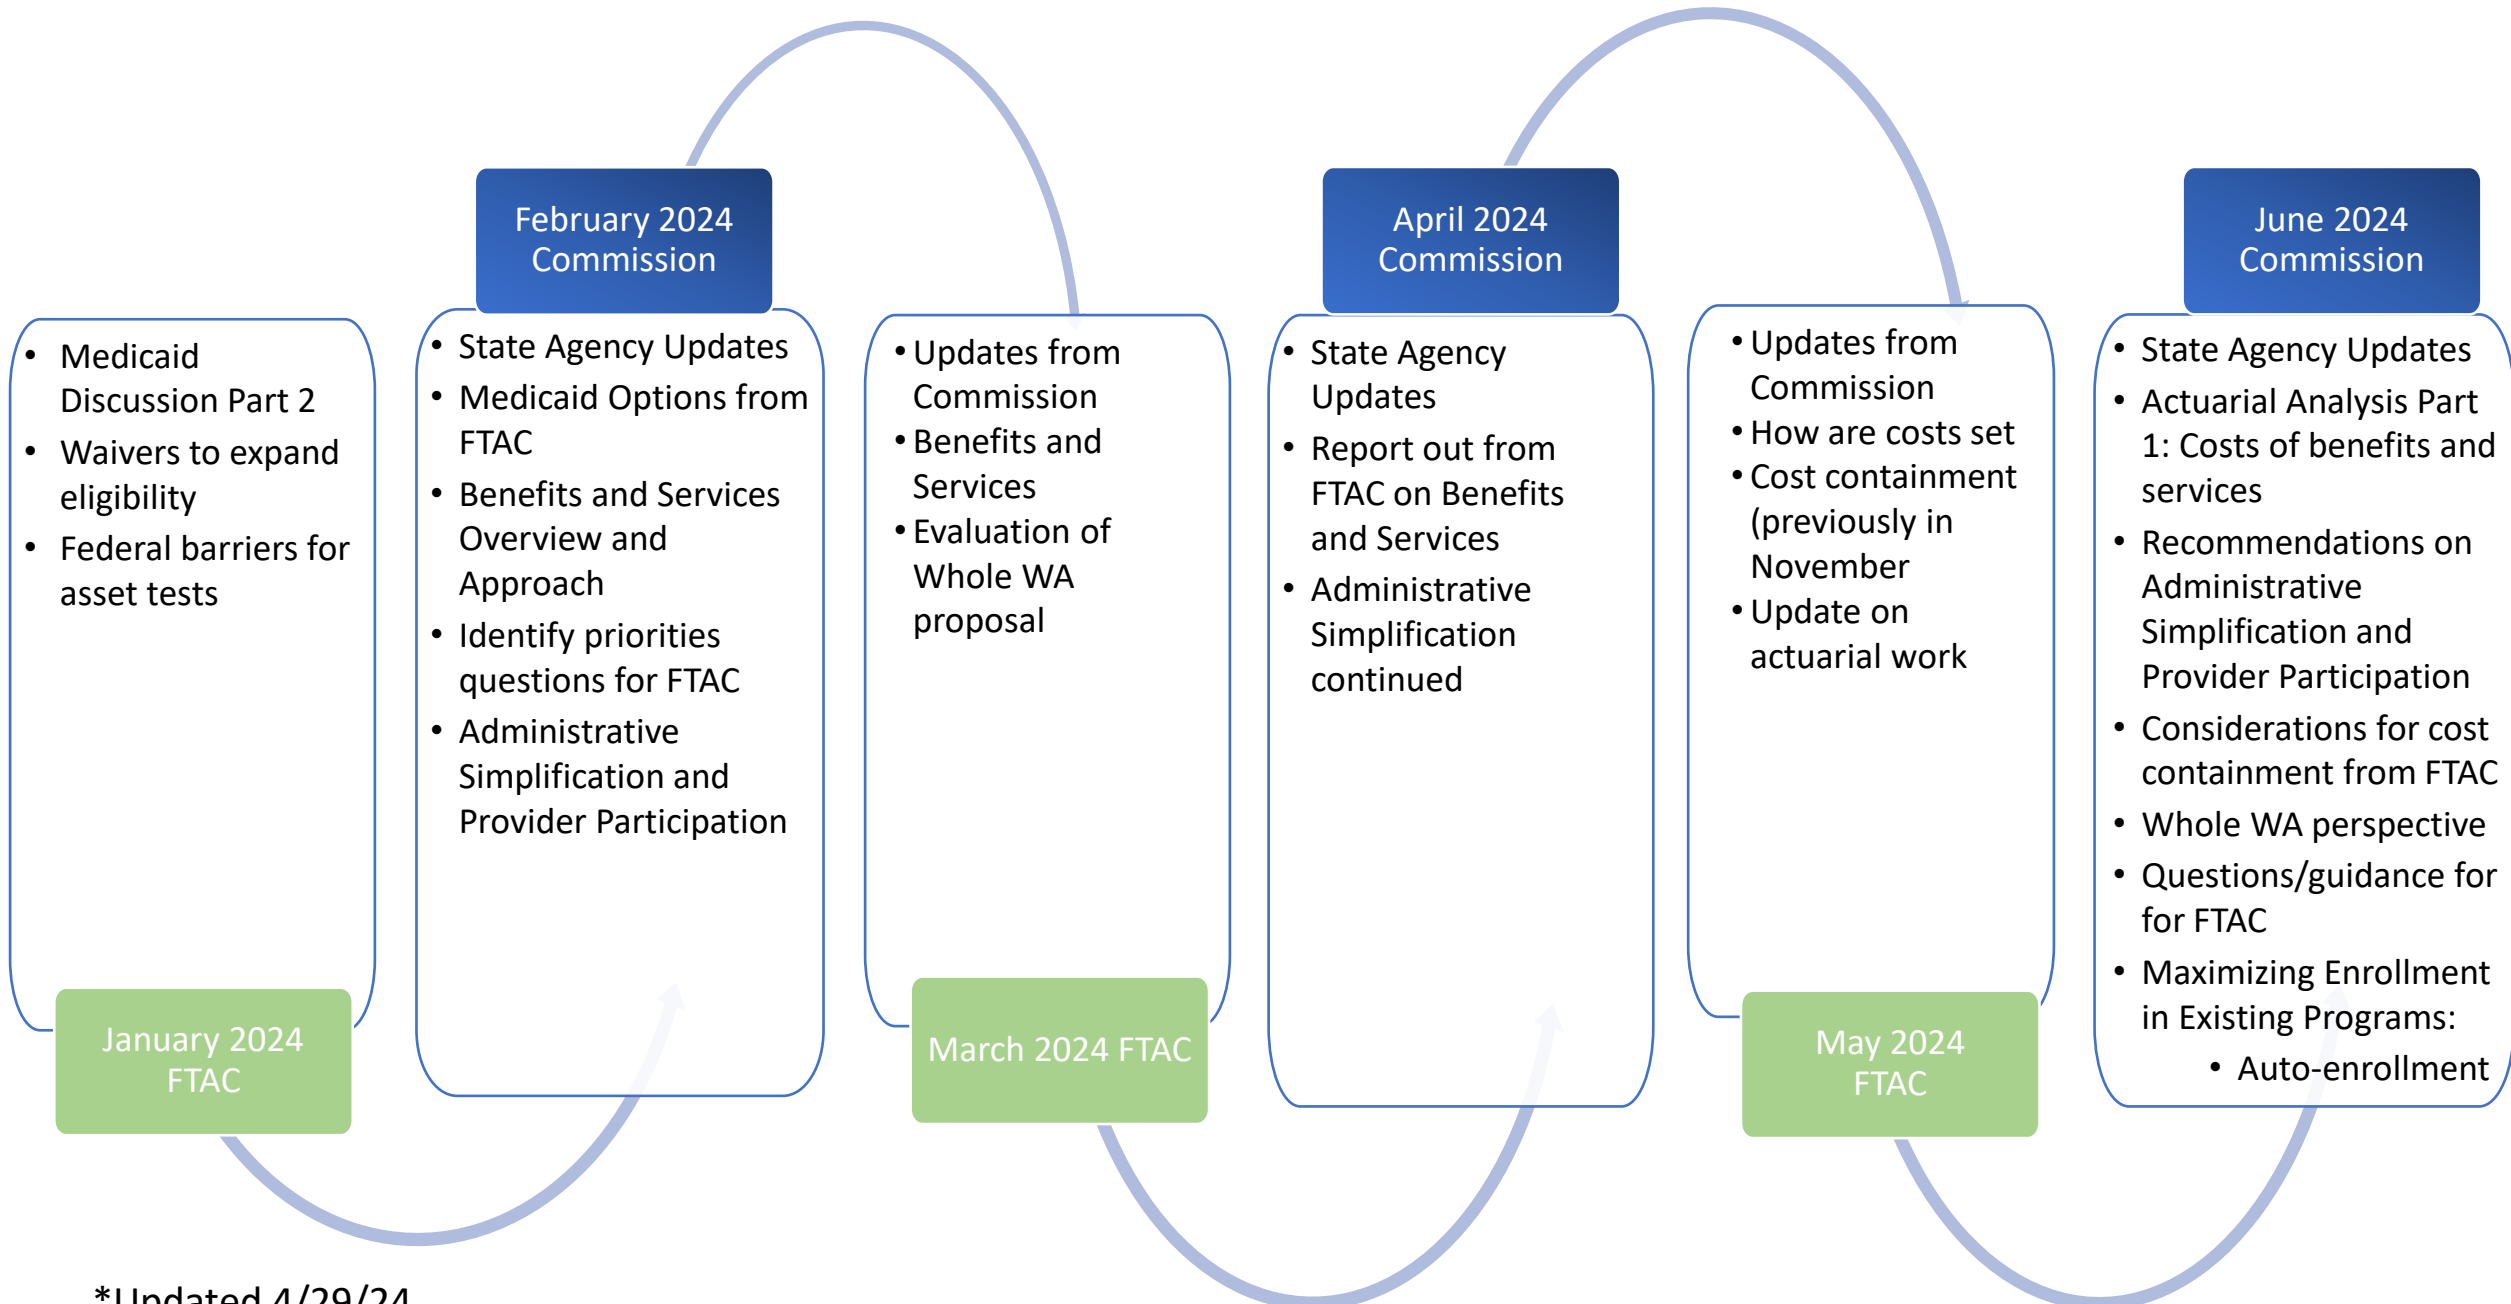 • Medicaid
Discussion Part 2
• Waivers to expand
eligibility
• Federal barriers for
asset tests
January 2024
FTAC
February 2024
Commission
• State Agency Updates
• Medicaid Options from
FTAC
• Benefits and Services
Overview and
Approach
• Identify priorities
questions for FTAC
• Administrative
Simplification and
Provider Participation
• Updates from
Commission
• Benefits and
Services
• Evaluation of
Whole WA
proposal
March 2024 FTAC
April 2024
Commission
• State Agency
Updates
• Report out from
FTAC on Benefits
and Services
• Administrative
Simplification
continued
• Updates from
Commission
• How are costs set
• Cost containment
(previously in
November
• Update on
actuarial work
May 2024
FTAC
June 2024
Commission
• State Agency Updates
• Actuarial Analysis Part
1: Costs of benefits and
services
• Recommendations on
Administrative
Simplification and
Provider Participation
• Considerations for cost
containment from FTAC
• Whole WA perspective
• Questions/guidance for
for FTAC
• Maximizing Enrollment
in Existing Programs:
• Auto-enrollment
*Updated 4/29/24